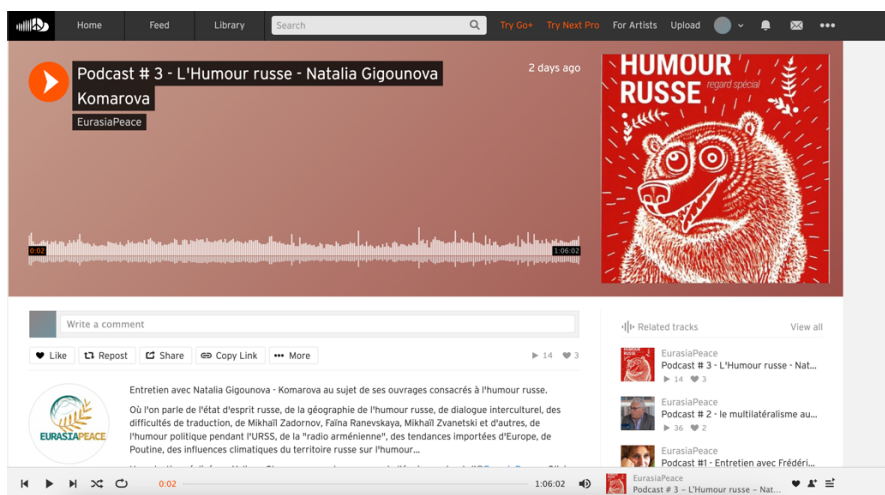 Home
Feed
Library
Search
Try Go+
Try Next Pro
For Artists
Upload
Podcast # 3 - L'Humour russe - Natalia Gigounova
Komarova
EurasiaPeace
2 days ago
HUMOUR
RUSSE
regard spécial
0:02
1:06:02
Write a comment
Like
Repost
Share
Copy Link
More
14
3
EURASIAPEACE
Entretien avec Natalia Gigounova - Komarova au sujet de ses ouvrages consacrés à l'humour russe.
Où l'on parle de l'état d'esprit russe, de la géographie de l'humour russe, de dialogue interculturel, des
difficultés de traduction, de Mikhaïl Zadornov, Faïna Ranevskaya, Mikhaïl Zvanetski et d'autres, de
l'humour politique pendant l'URSS, de la "radio arménienne", des tendances importées d'Europe, de
Poutine, des influences climatiques du territoire russe sur l'humour...
Related tracks
View all
EurasiaPeace
Podcast # 3 - L'Humour russe - Nat...
14
3
EurasiaPeace
Podcast # 2 - le multilatéralisme au...
36
2
EurasiaPeace
Podcast #1 - Entretien avec Frédéri...
0:02
1:06:02
EurasiaPeace
Podcast # 3 - L'Humour russe - Nat...